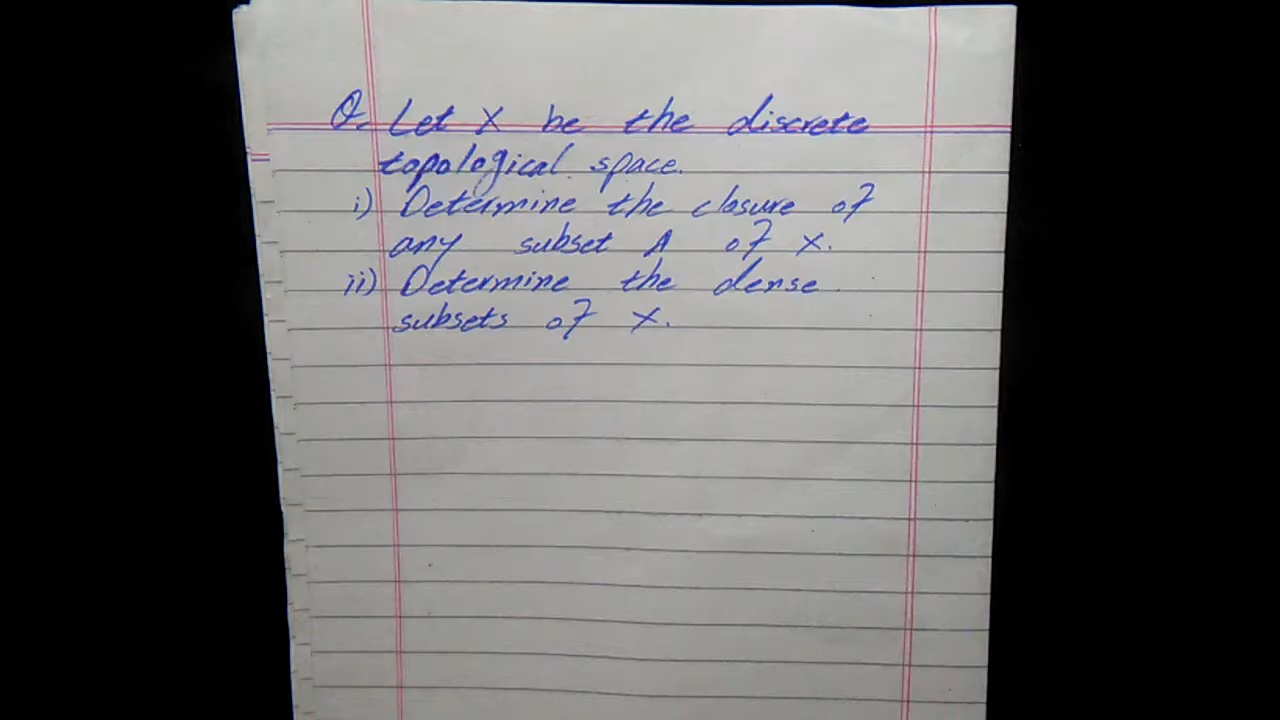 Q. Let X be the discrete
topological space.
i) Determine the closure of
any subset A of X.
ii) Determine the dense
subsets of X.